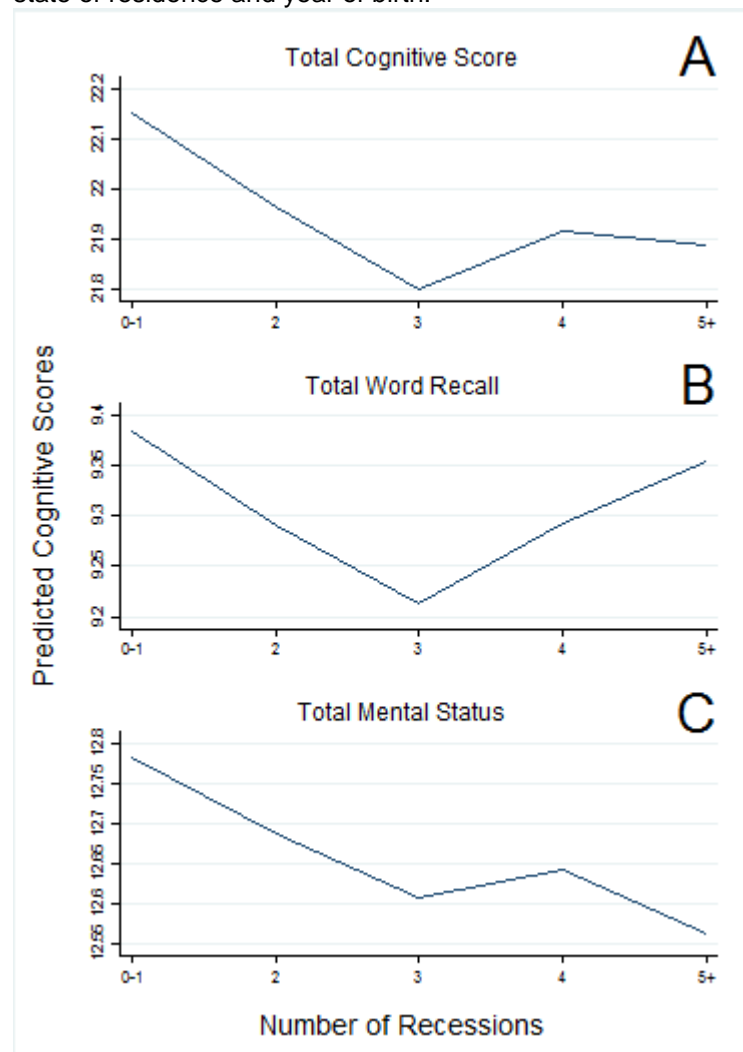 state of residence and year of birth.
A
Total Cognitive Score
22.2
22.1
22
21.9
21.8
0-1 2 3 4 5+
B
Total Word Recall
9.4
9.35
9.3
9.25
9.2
0-1 2 3 4 5+
Predicted Cognitive Scores
C
Total Mental Status
12.8
12.75
12.7
12.65
12.6
12.55
0-1 2 3 4 5+
Number of Recessions